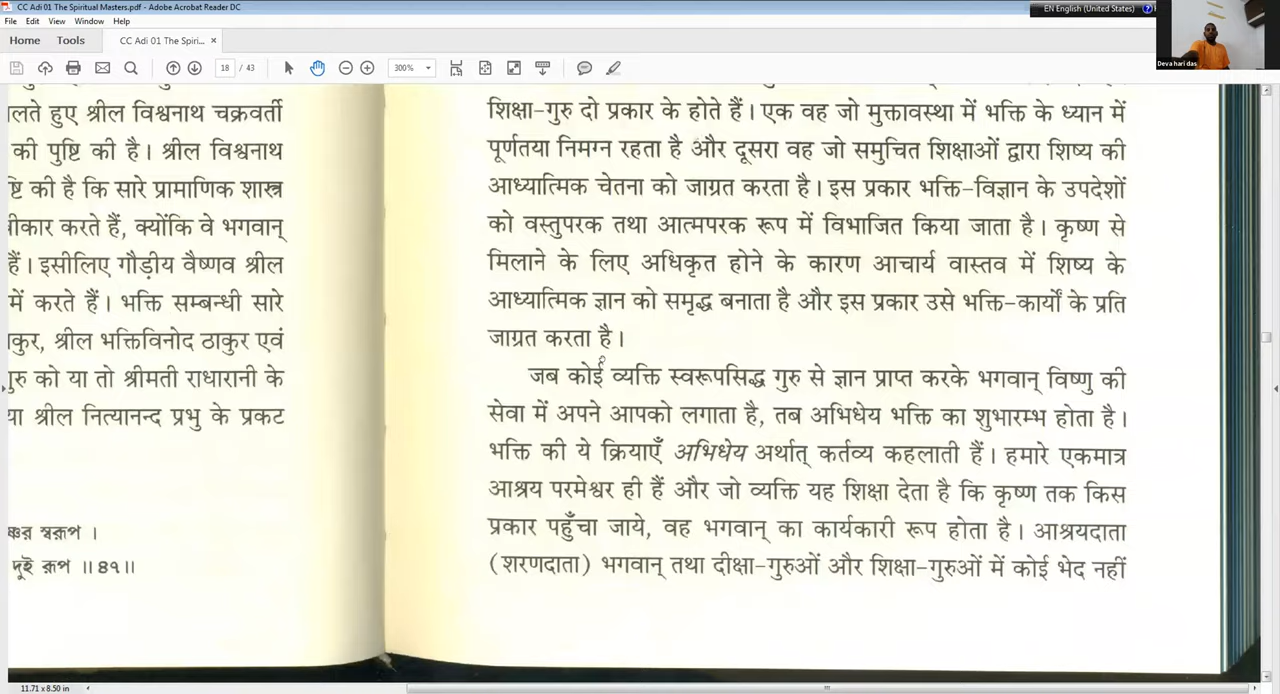 CC Adi 01 The Spiritual Masters.pdf - Adobe Acrobat Reader DC
EN English (United States)
File Edit View Window Help
Home Tools CC Adi 01 The Spiri... ×
18 / 43 300%
Deva hari das
लते हुए श्रील विश्वनाथ चक्रवर्ती
की पुष्टि की है। श्रील विश्वनाथ
ष्टि की है कि सारे प्रामाणिक शास्त्र
करते हैं, क्योंकि वे भगवान्
हैं। इसीलिए गौड़ीय वैष्णव श्रील
में करते हैं। भक्ति सम्बन्धी सारे
श्रील भक्तिविनोद ठाकुर एवं
गुरु को या तो श्रीमती राधारानी के
या श्रील नित्यानन्द प्रभु के प्रकट
স্বরূপ ।
দুই রূপ ॥ ৪৭॥
शिक्षा-गुरु दो प्रकार के होते हैं। एक वह जो मुक्तावस्था में भक्ति के ध्यान में
पूर्णतया निमग्न रहता है और दूसरा वह जो समुचित शिक्षाओं द्वारा शिष्य की
आध्यात्मिक चेतना को जाग्रत करता है। इस प्रकार भक्ति-विज्ञान के उपदेशों
को वस्तुपरक तथा आत्मपरक रूप में विभाजित किया जाता है। कृष्ण से
मिलाने के लिए अधिकृत होने के कारण आचार्य वास्तव में शिष्य के
आध्यात्मिक ज्ञान को समृद्ध बनाता है और इस प्रकार उसे भक्ति-कार्यों के प्रति
जाग्रत करता है।
जब कोई व्यक्ति स्वरूपसिद्ध गुरु से ज्ञान प्राप्त करके भगवान् विष्णु की
सेवा में अपने आपको लगाता है, तब अभिधेय भक्ति का शुभारम्भ होता है।
भक्ति की ये क्रियाएँ अभिधेय अर्थात् कर्तव्य कहलाती हैं। हमारे एकमात्र
आश्रय परमेश्वर ही हैं और जो व्यक्ति यह शिक्षा देता है कि कृष्ण तक किस
प्रकार पहुँचा जाये, वह भगवान् का कार्यकारी रूप होता है। आश्रयदाता
(शरणदाता) भगवान् तथा दीक्षा-गुरुओं और शिक्षा-गुरुओं में कोई भेद नहीं
11.71 x 8.50 in